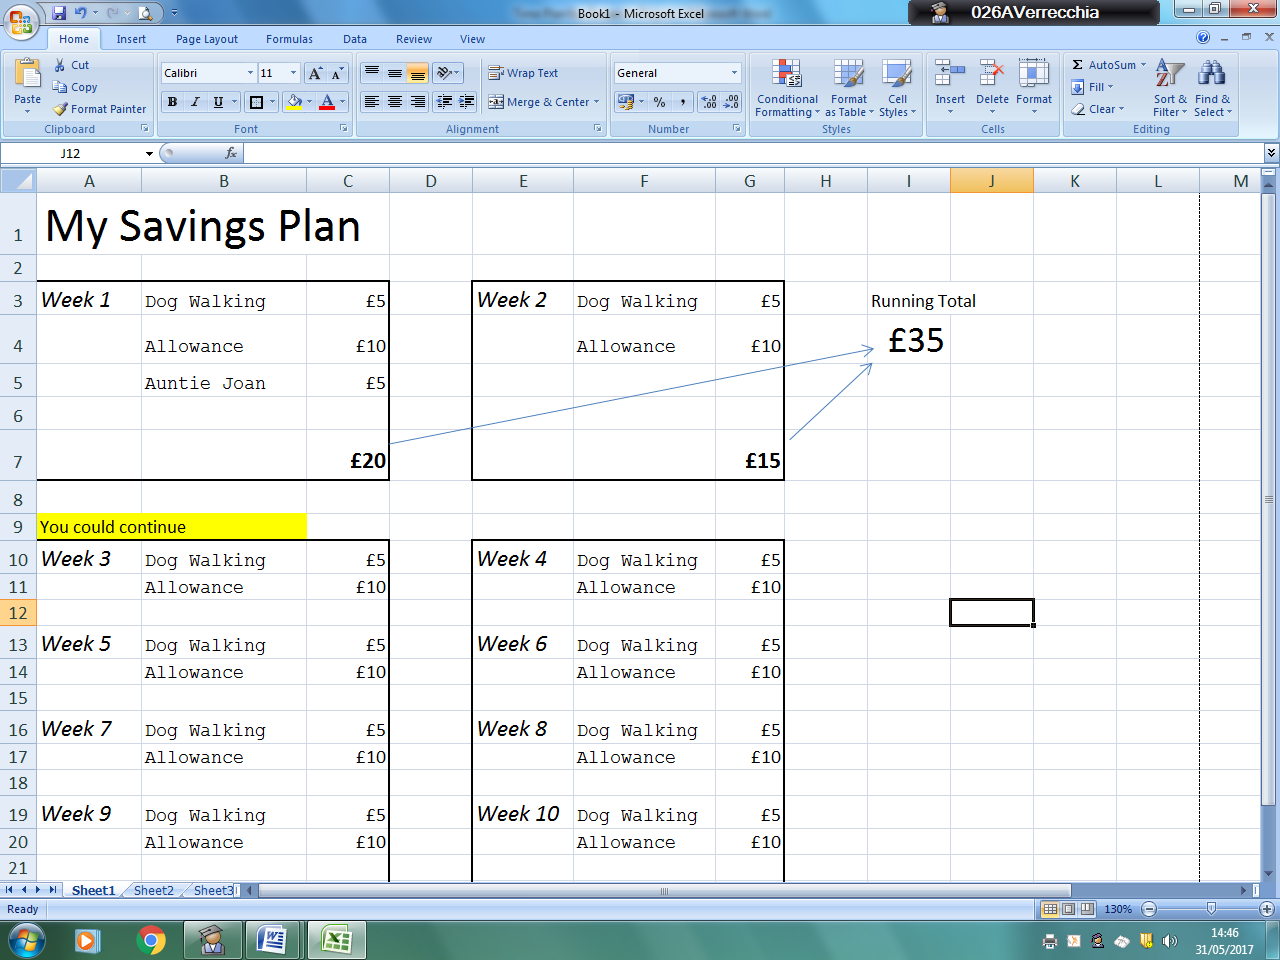 Book1 - Microsoft Excel
026AVerrecchia
Home Insert Page Layout Formulas Data Review View
Paste
Cut
Copy
Format Painter
Clipboard
Calibri 11
B I U
Font
Wrap Text
Merge & Center
Alignment
General
% ,
Number
Conditional Formatting
Format as Table
Cell Styles
Styles
Insert Delete Format
Cells
AutoSum
Fill
Clear
Sort & Filter
Find & Select
Editing
J12 fx
A B C D E F G H I J K L M
1 My Savings Plan
2
3 Week 1 Dog Walking £5 Week 2 Dog Walking £5 Running Total
4 Allowance £10 Allowance £10 £35
5 Auntie Joan £5
6
7 £20 £15
8
9 You could continue
10 Week 3 Dog Walking £5 Week 4 Dog Walking £5
11 Allowance £10 Allowance £10
12
13 Week 5 Dog Walking £5 Week 6 Dog Walking £5
14 Allowance £10 Allowance £10
15
16 Week 7 Dog Walking £5 Week 8 Dog Walking £5
17 Allowance £10 Allowance £10
18
19 Week 9 Dog Walking £5 Week 10 Dog Walking £5
20 Allowance £10 Allowance £10
21
Sheet1 Sheet2 Sheet3
Ready 130%
14:46
31/05/2017